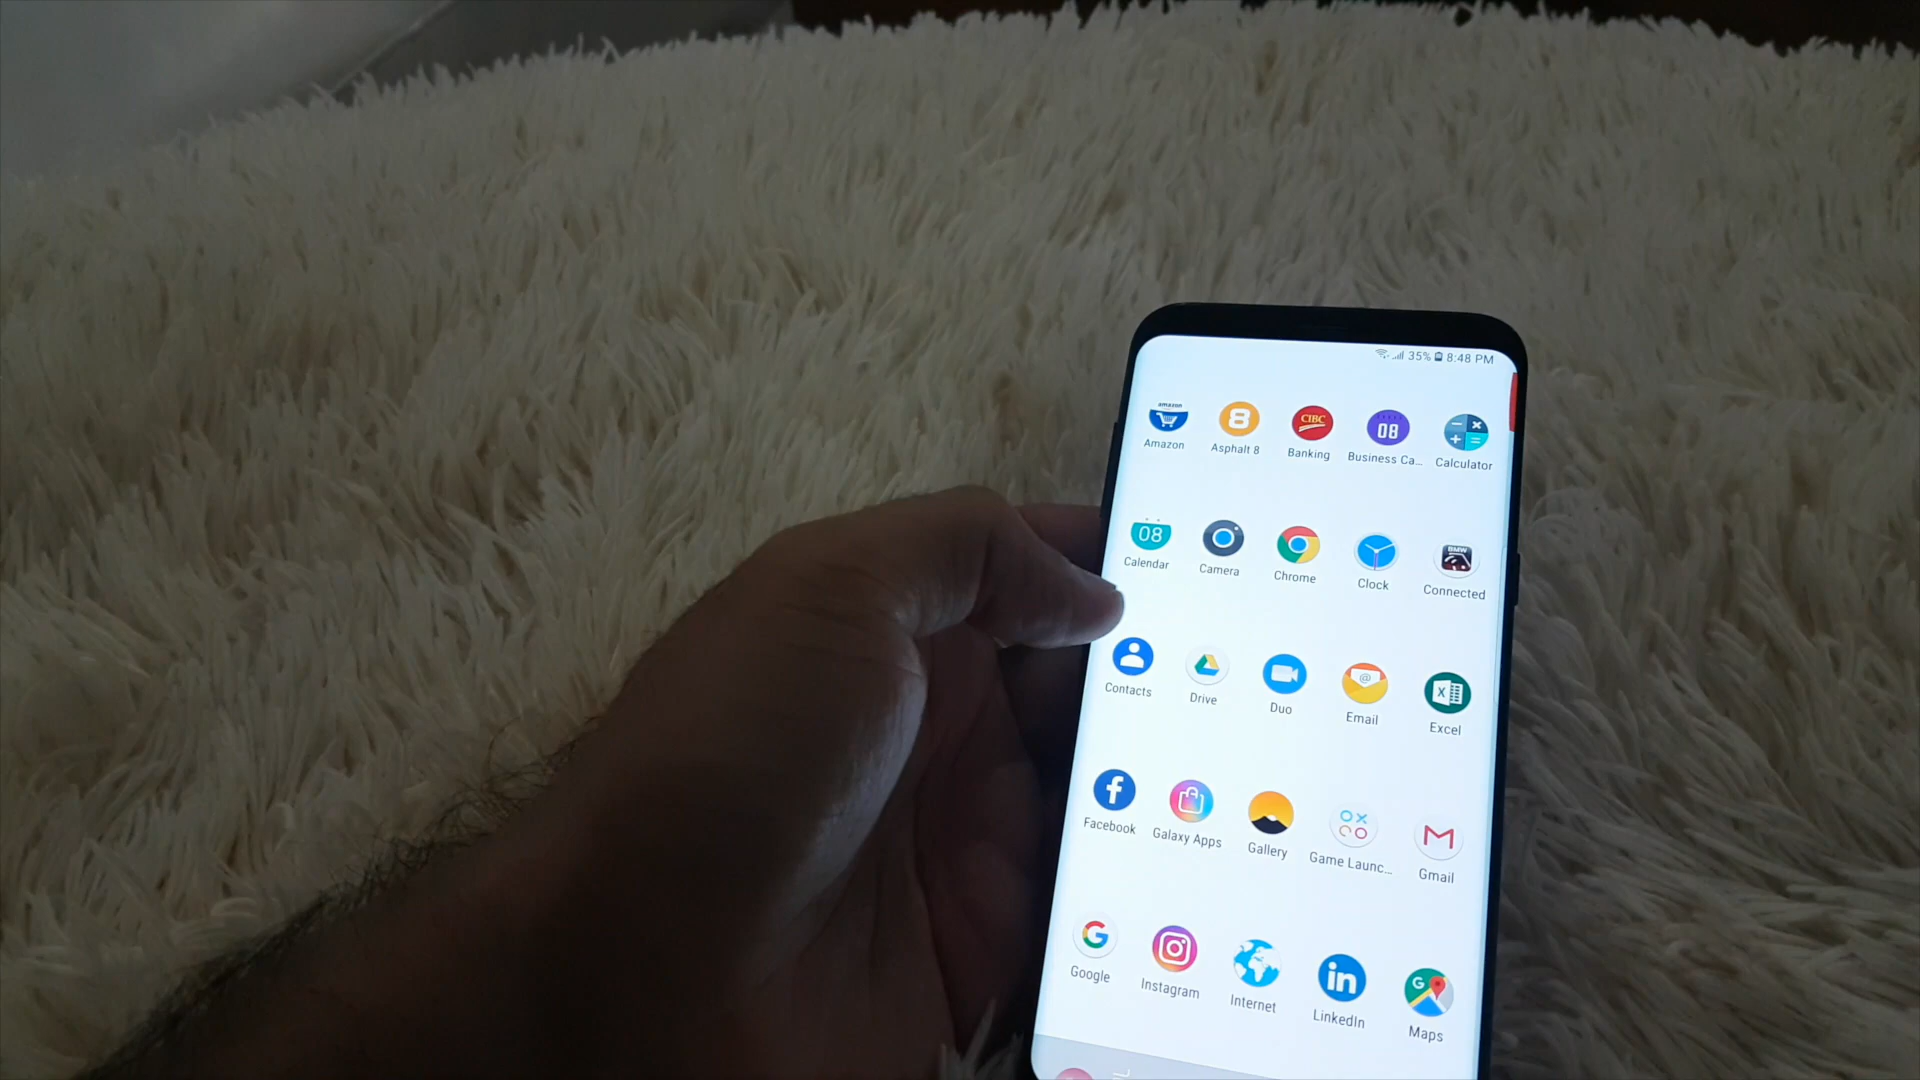 35% 8:48 PM
amazon
8
CIBC
08
Amazon Asphalt 8 Banking Business Ca... Calculator
08
BMW
Calendar Camera Chrome Clock Connected
Contacts Drive Duo Email Excel
Facebook Galaxy Apps Gallery Game Launc... Gmail
Google Instagram Internet LinkedIn Maps